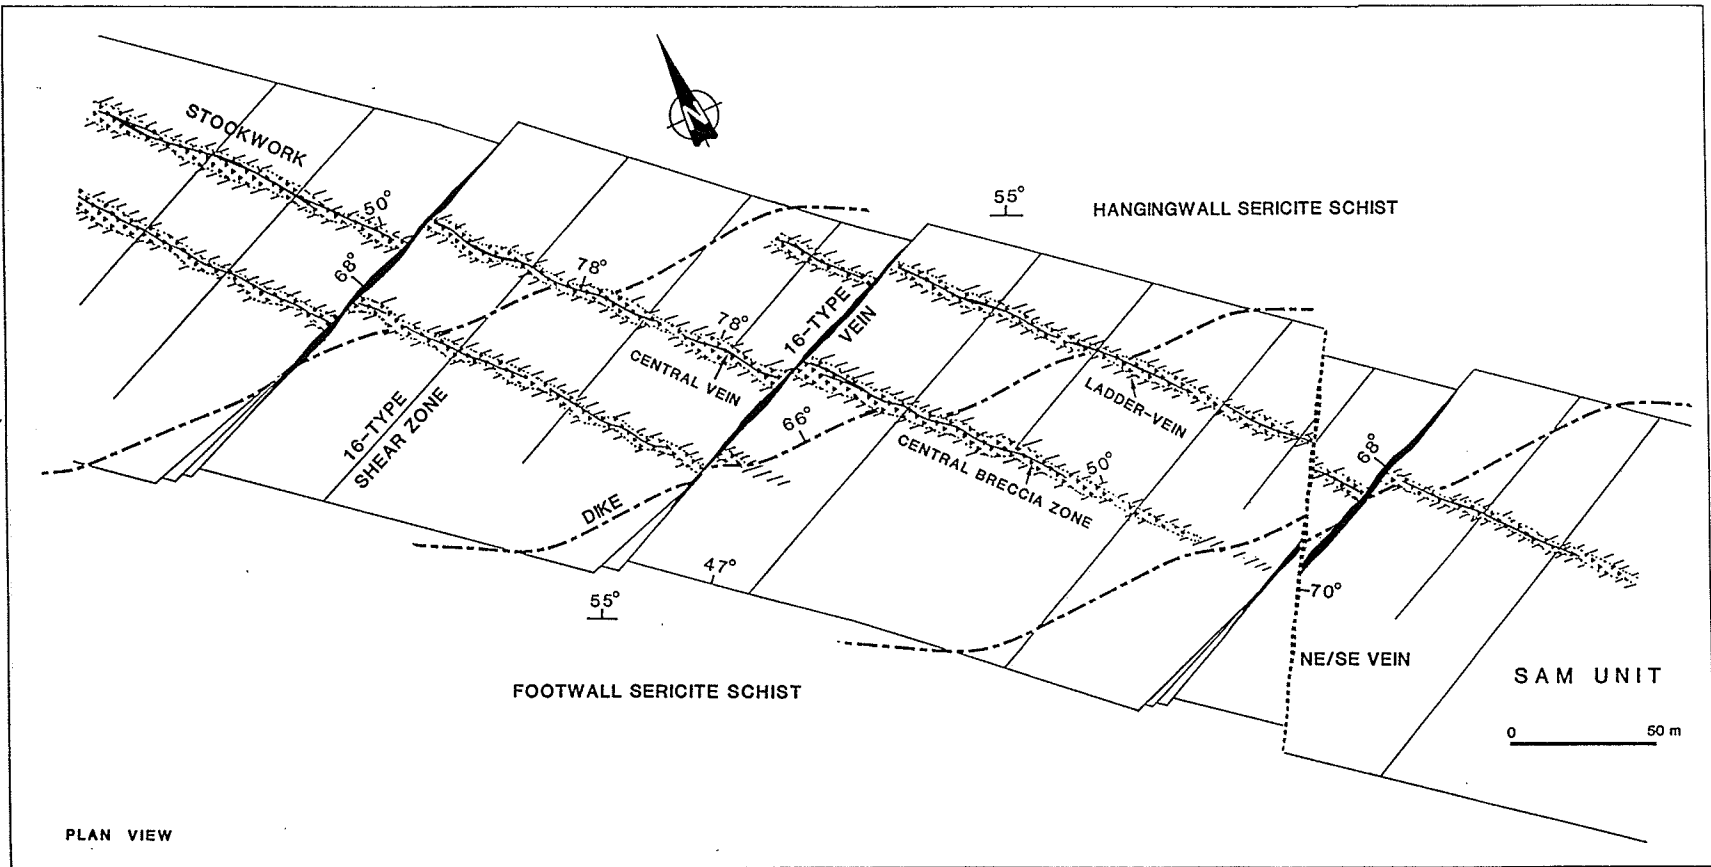 STOCKWORK
N
50°
68°
78°
78°
55°
HANGINGWALL SERICITE SCHIST
16-TYPE
VEIN
CENTRAL VEIN
16-TYPE
SHEAR ZONE
66°
LADDER-VEIN
CENTRAL BRECCIA ZONE
50°
68°
DIKE
47°
55°
70°
NE/SE VEIN
FOOTWALL SERICITE SCHIST
SAM UNIT
0 50 m
PLAN VIEW